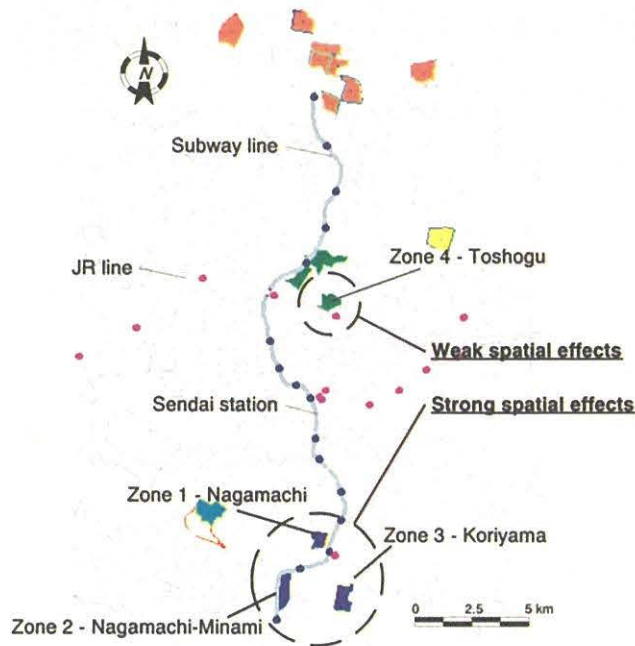 N
Subway line
Zone 4 - Toshogu
JR line
Weak spatial effects
Sendai station
Strong spatial effects
Zone 1 - Nagamachi
Zone 3 - Koriyama
0 2.5 5 km
Zone 2 - Nagamachi-Minami